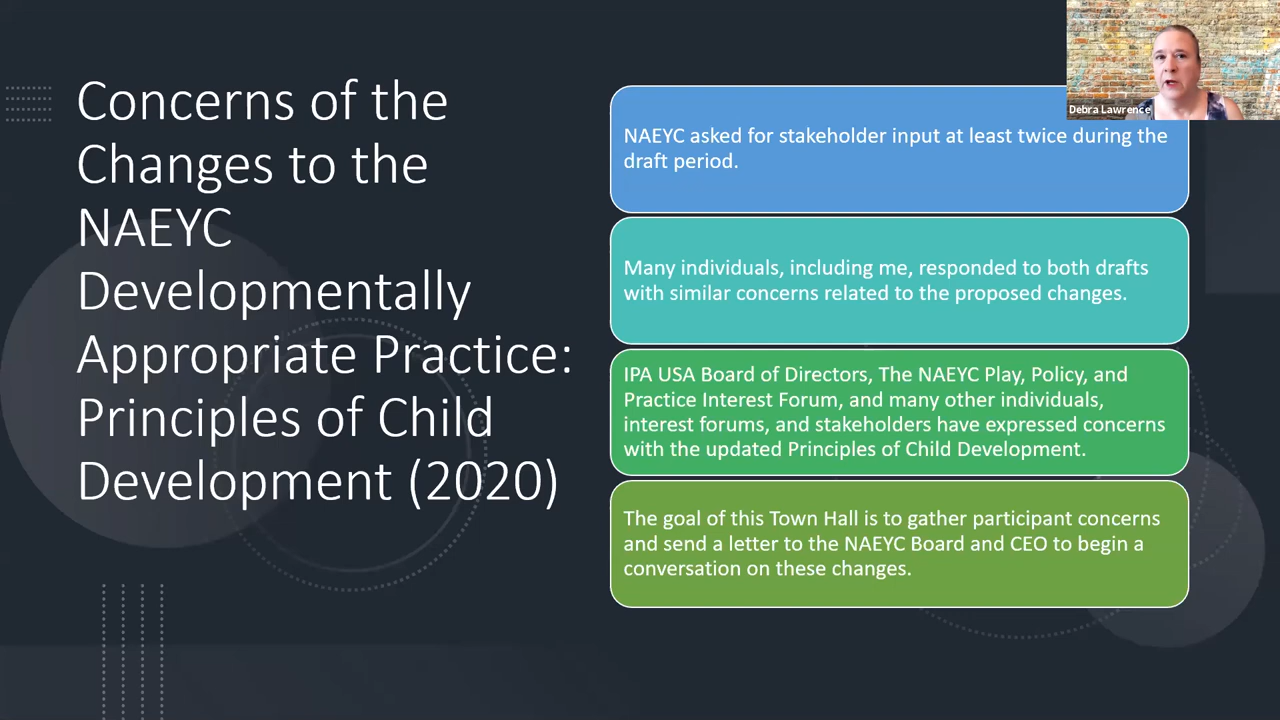 Concerns of the
Changes to the
NAEYC
Developmentally
Appropriate Practice:
Principles of Child
Development (2020)
Debra Lawrence
NAEYC asked for stakeholder input at least twice during the
draft period.
Many individuals, including me, responded to both drafts
with similar concerns related to the proposed changes.
IPA USA Board of Directors, The NAEYC Play, Policy, and
Practice Interest Forum, and many other individuals,
interest forums, and stakeholders have expressed concerns
with the updated Principles of Child Development.
The goal of this Town Hall is to gather participant concerns
and send a letter to the NAEYC Board and CEO to begin a
conversation on these changes.